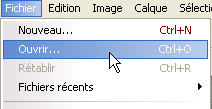 Fichier Edition Image Calque Sélecti
Nouveau... Ctrl+N
Ouvrir... Ctrl+O
Rétablir Ctrl+R
Fichiers récents